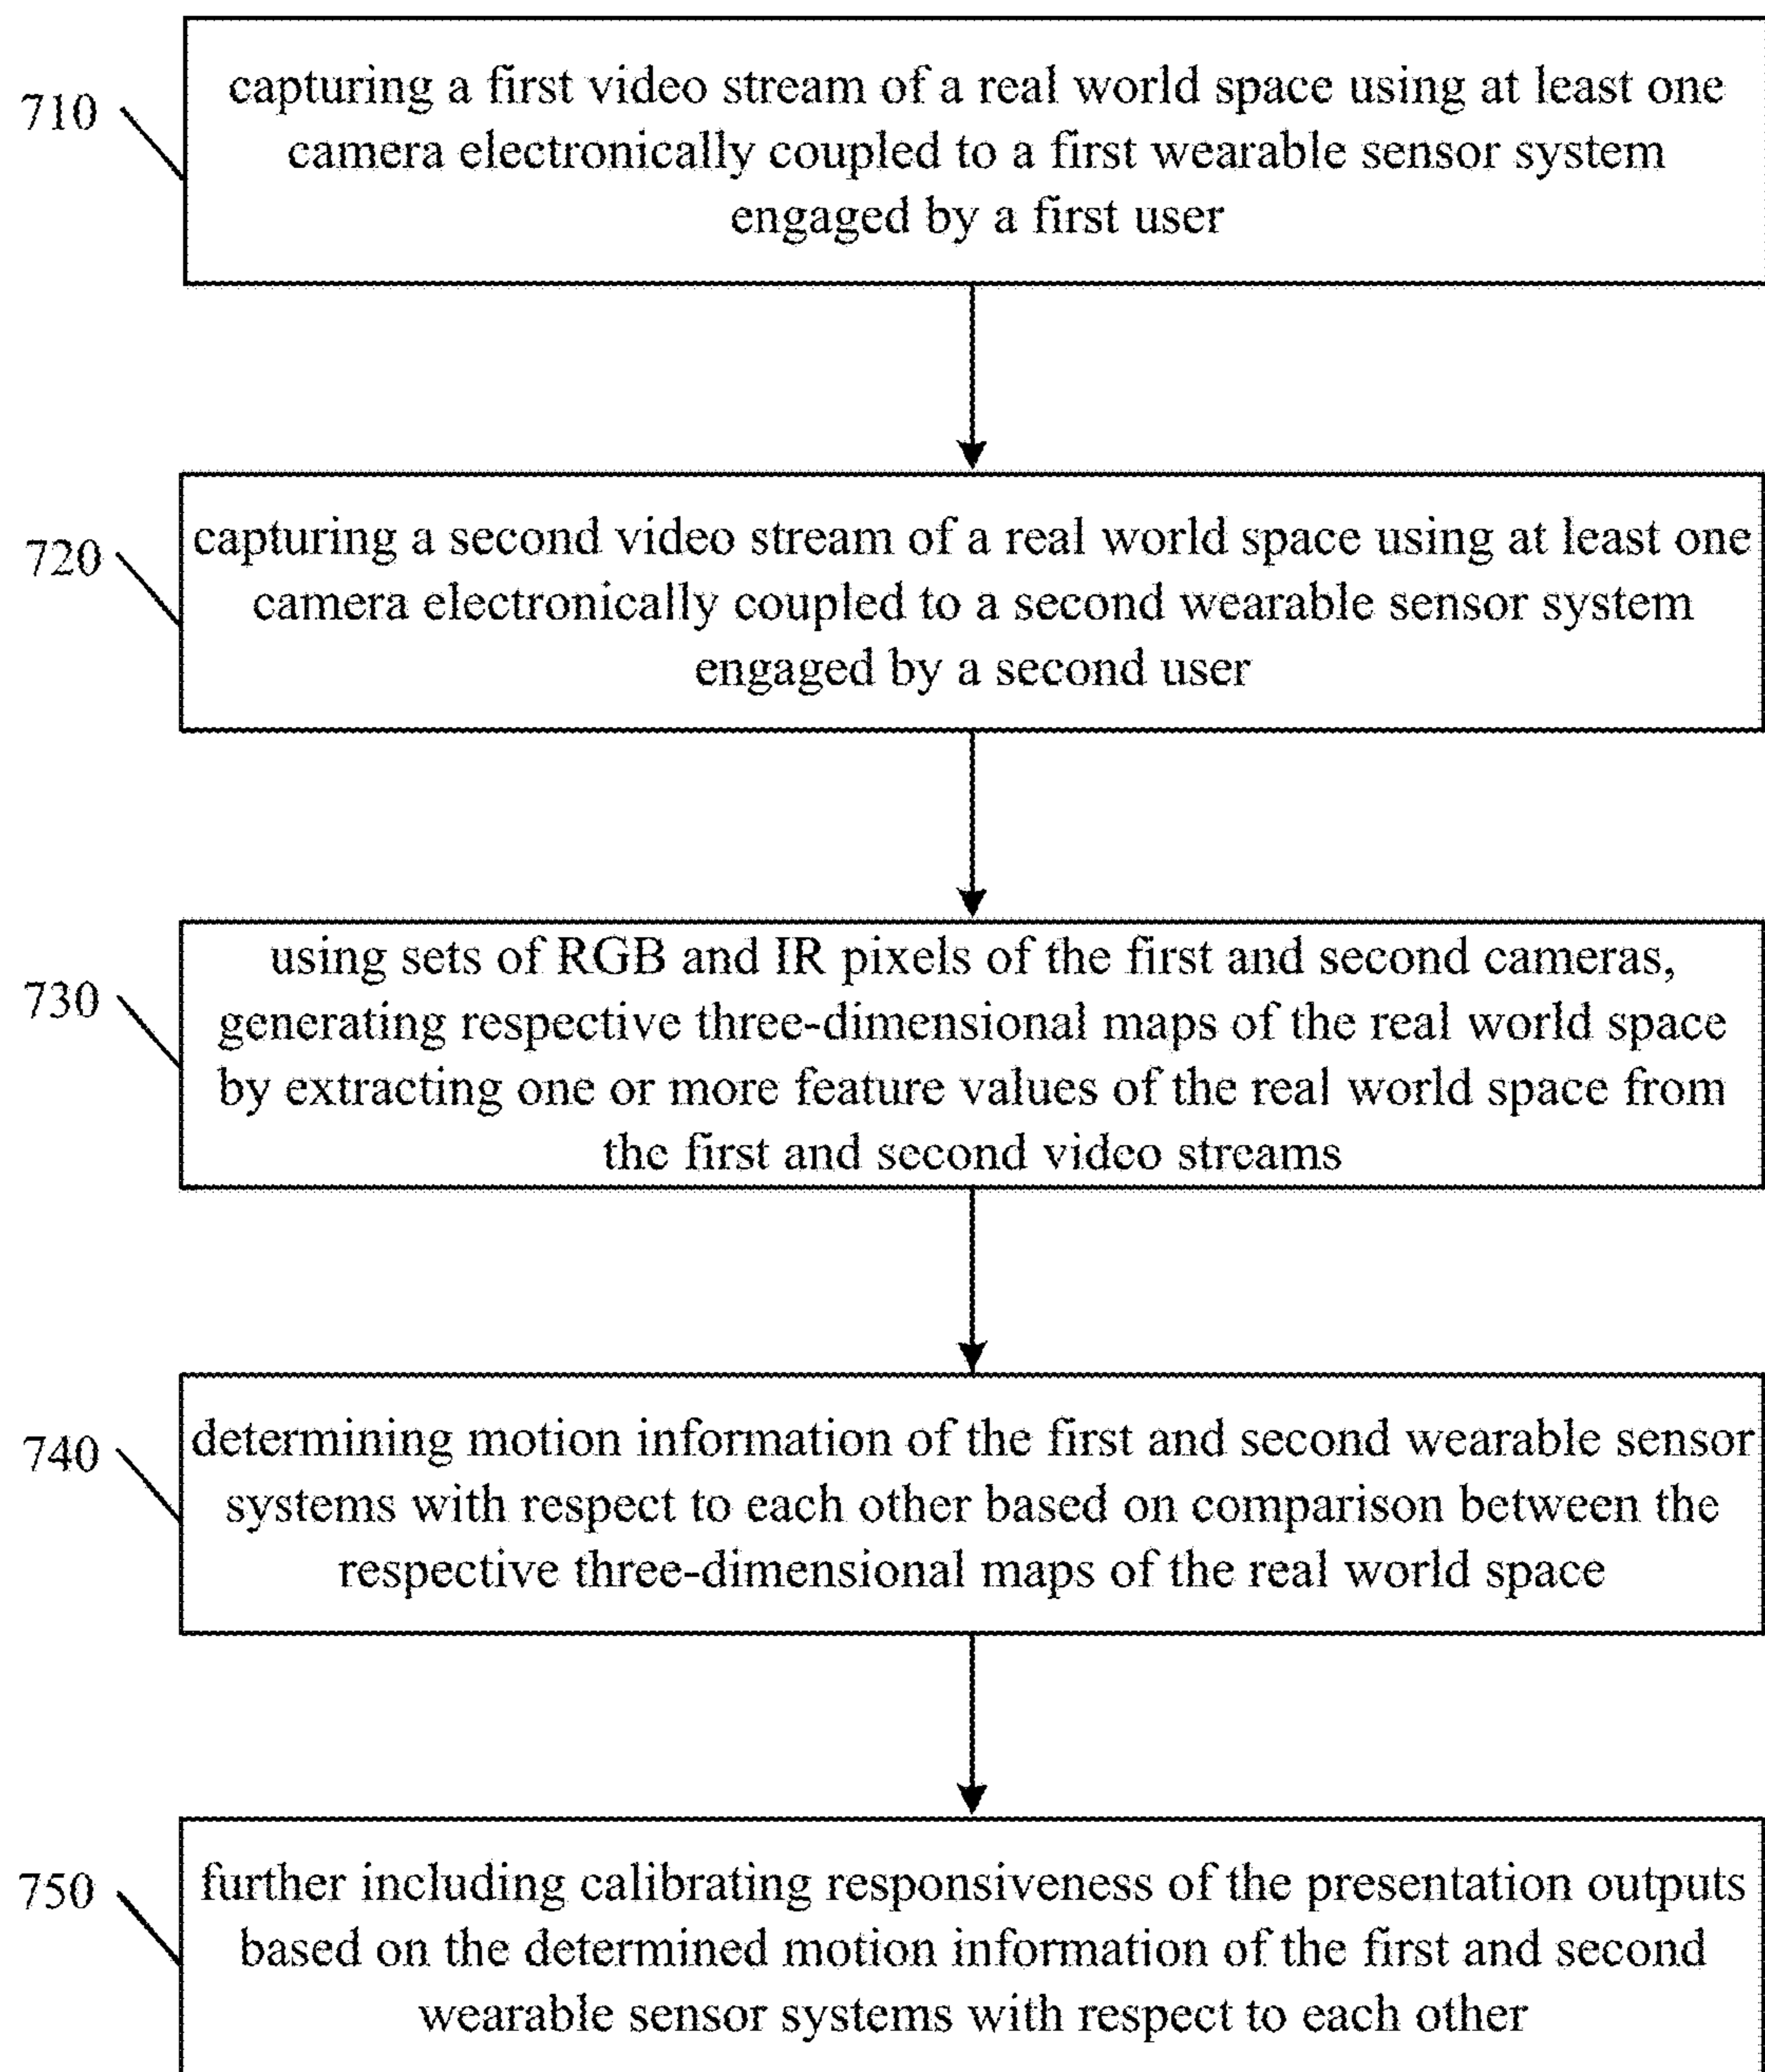 710
capturing a first video stream of a real world space using at least one
camera electronically coupled to a first wearable sensor system
engaged by a first user
720
capturing a second video stream of a real world space using at least one
camera electronically coupled to a second wearable sensor system
engaged by a second user
730
using sets of RGB and IR pixels of the first and second cameras,
generating respective three-dimensional maps of the real world space
by extracting one or more feature values of the real world space from
the first and second video streams
740
determining motion information of the first and second wearable sensor
systems with respect to each other based on comparison between the
respective three-dimensional maps of the real world space
750
further including calibrating responsiveness of the presentation outputs
based on the determined motion information of the first and second
wearable sensor systems with respect to each other